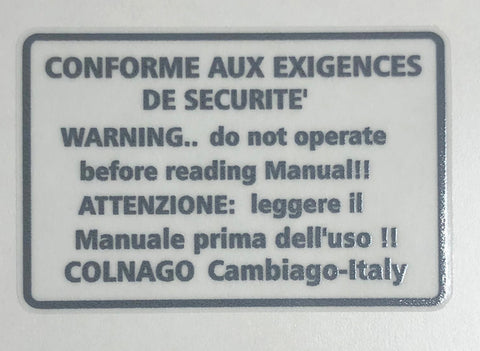 CONFORME AUX EXIGENCES
DE SECURITE'
WARNING.. do not operate
before reading Manual!!
ATTENZIONE: leggere il
Manuale prima dell'uso !!
COLNAGO Cambiago-Italy